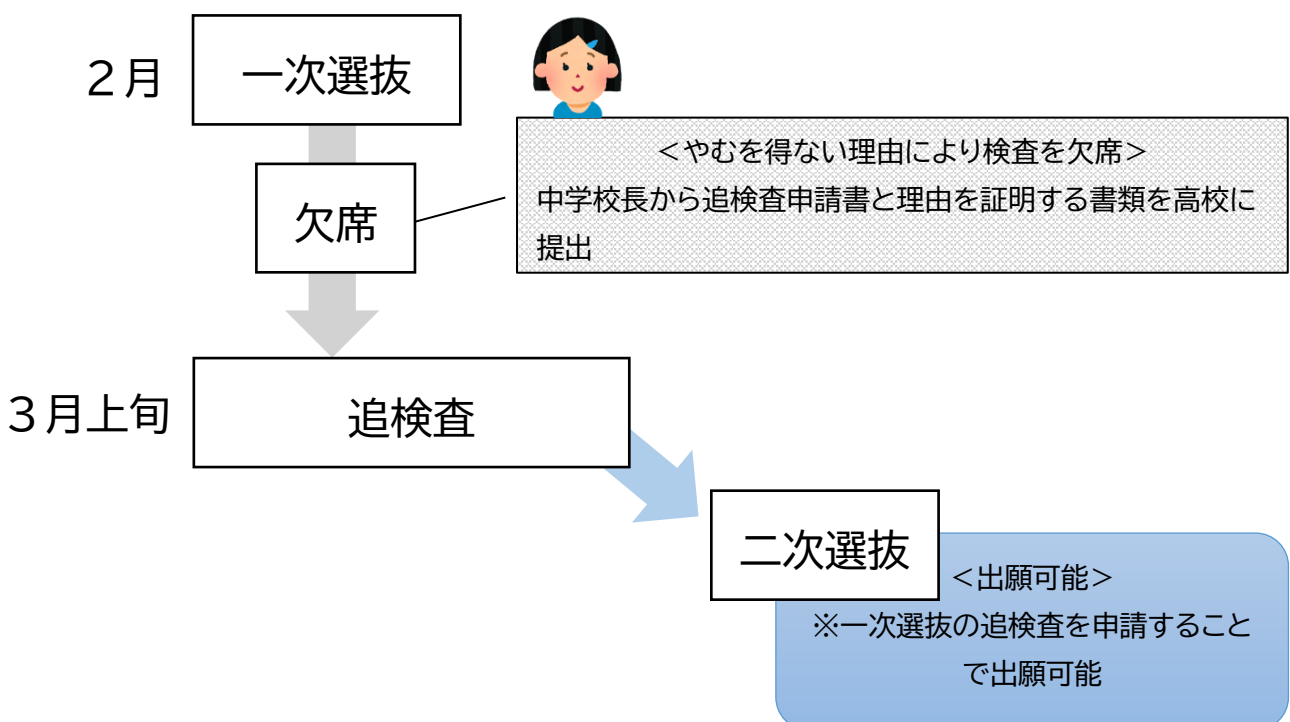 ２月
一次選抜
＜やむを得ない理由により検査を欠席＞
中学校長から追検査申請書と理由を証明する書類を高校に
提出
欠席
３月上旬
追検査
二次選抜
＜出願可能＞
※一次選抜の追検査を申請すること
で出願可能